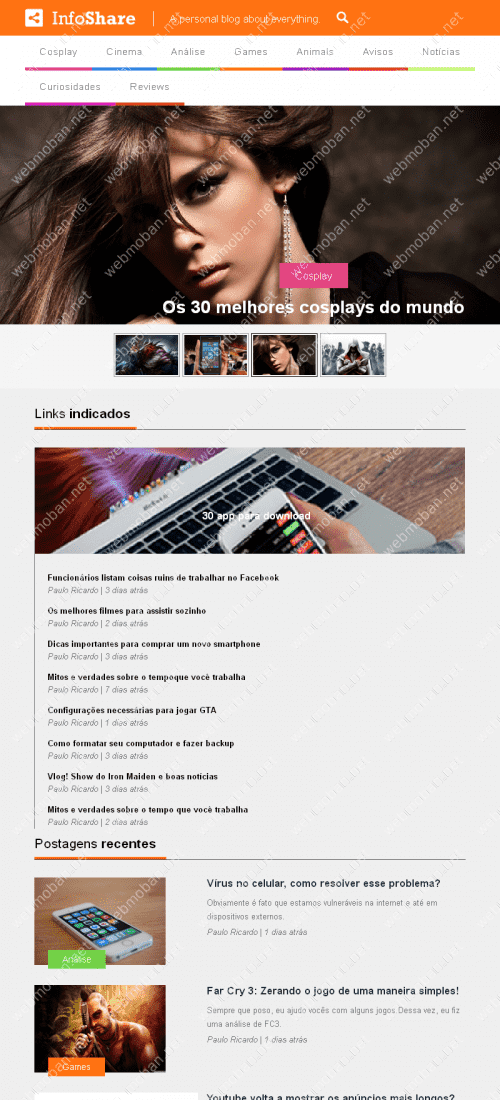 InfoShare
A personal blog about everything.
Cosplay Cinema Análise Games Animais Avisos Notícias
Curiosidades Reviews
Cosplay
Os 30 melhores cosplays do mundo
Links indicados
30 app para download
Funcionários listam coisas ruins de trabalhar no Facebook
Paulo Ricardo | 3 dias atrás
Os melhores filmes para assistir sozinho
Paulo Ricardo | 2 dias atrás
Dicas importantes para comprar um novo smartphone
Paulo Ricardo | 3 dias atrás
Mitos e verdades sobre o tempoque você trabalha
Paulo Ricardo | 7 dias atrás
Configurações necessárias para jogar GTA
Paulo Ricardo | 1 dias atrás
Como formatar seu computador e fazer backup
Paulo Ricardo | 3 dias atrás
Vlog! Show do Iron Maiden e boas notícias
Paulo Ricardo | 3 dias atrás
Mitos e verdades sobre o tempo que você trabalha
Paulo Ricardo | 2 dias atrás
Postagens recentes
Análise
Vírus no celular, como resolver esse problema?
Obviamente é fato que estamos vulneráveis na internet e até em
dispositivos externos.
Paulo Ricardo | 1 dias atrás
Games
Far Cry 3: Zerando o jogo de uma maneira simples!
Sempre que poso, eu ajudo vocês com alguns jogos.Dessa vez, eu fiz
uma análise de FC3.
Paulo Ricardo | 1 dias atrás
Youtube volta a mostrar os anúncios mais longos?
webmoban.net